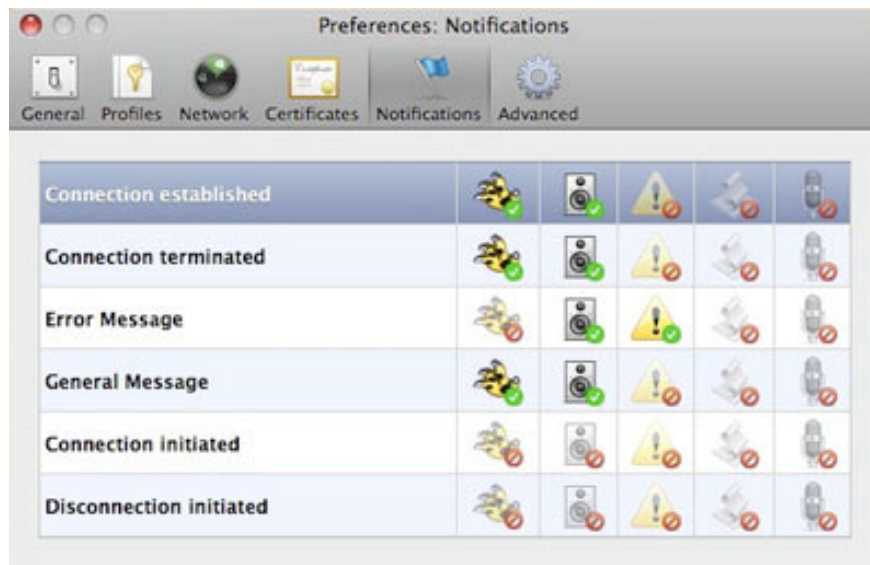 Preferences: Notifications
General Profiles Network Certificates Notifications Advanced
Connection established
Connection terminated
Error Message
General Message
Connection initiated
Disconnection initiated